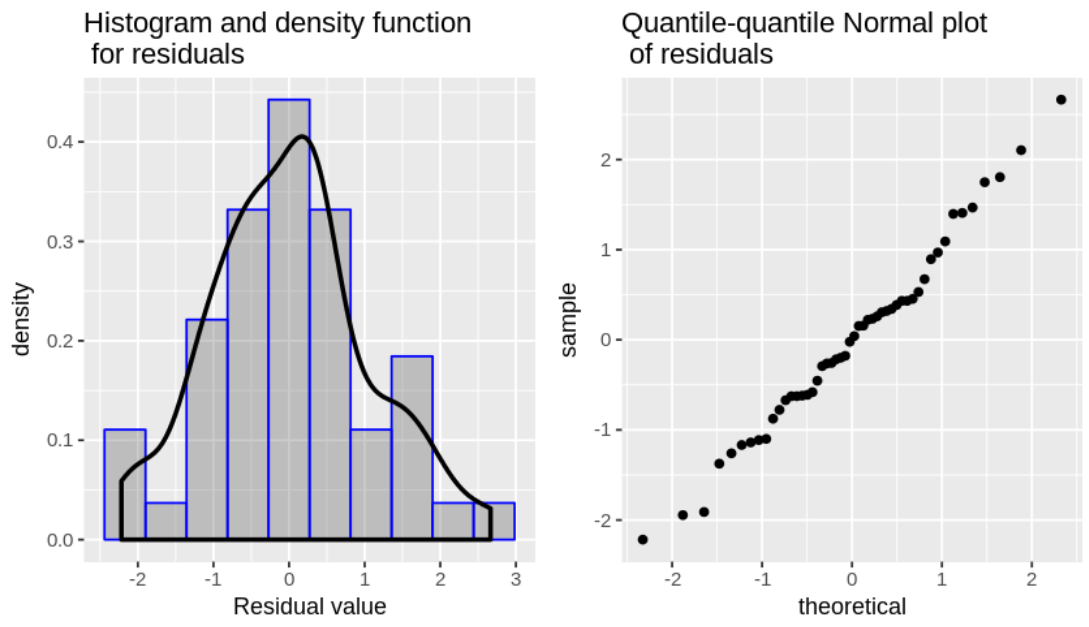 Histogram and density function
for residuals
density
0.4
0.3
0.2
0.1
0.0
-2 -1 0 1 2 3
Residual value
Quantile-quantile Normal plot
of residuals
sample
2
1
0
-1
-2
-2 -1 0 1 2
theoretical